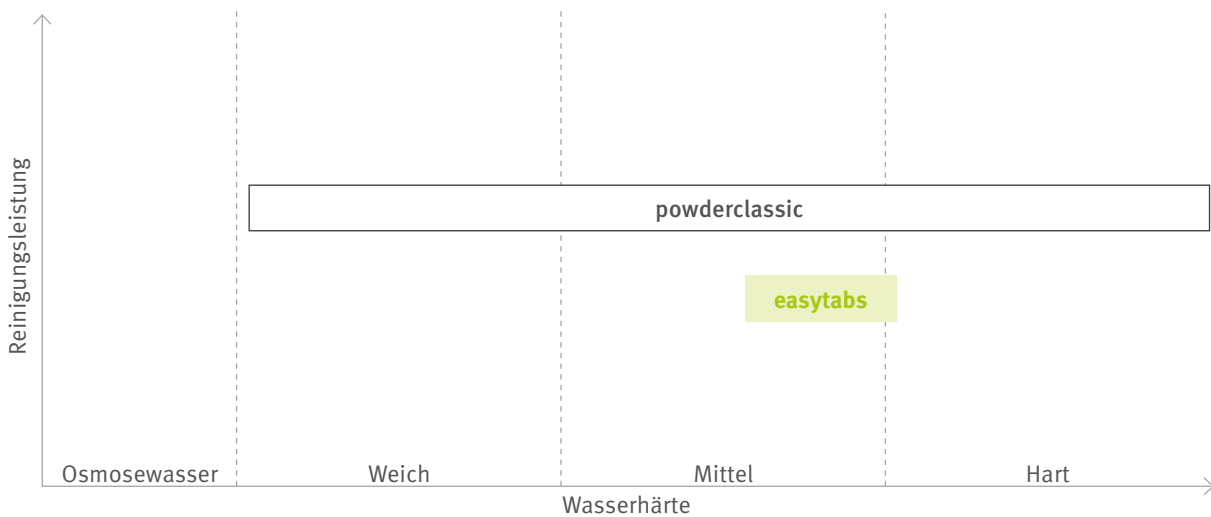 Reinigungsleistung
powderclassic
easytabs
Osmosewasser
Weich
Mittel
Hart
Wasserhärte